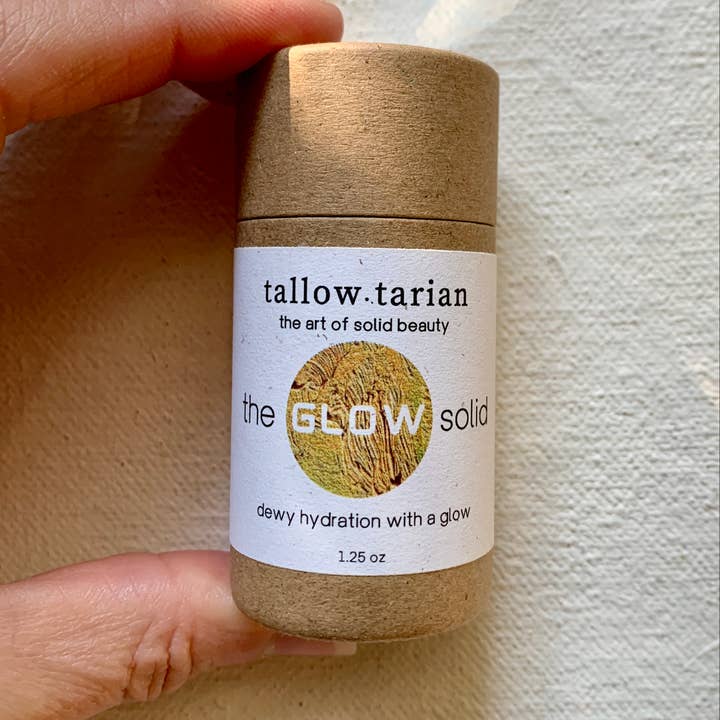 tallow·tarian
the art of solid beauty
the GLOW solid
dewy hydration with a glow
1.25 oz